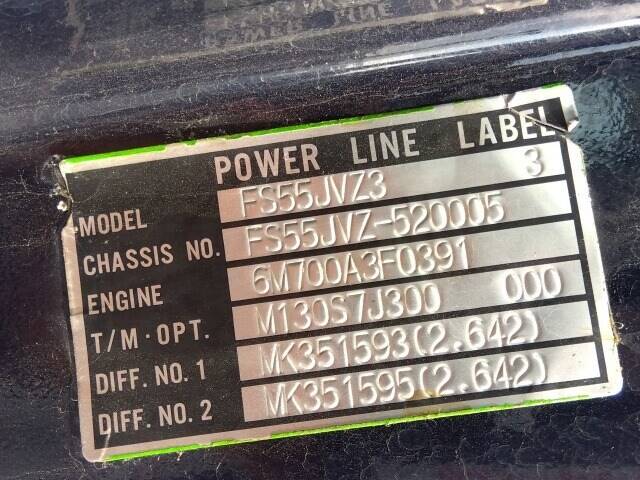 POWER LINE LABEL
MODEL FS55JVZ3 3
CHASSIS NO. FS55JVZ-520005
ENGINE 6M700A3F0391
T/M·OPT. M130S7J300 000
DIFF. NO. 1 MK351593(2.642)
DIFF. NO. 2 MK351595(2.642)